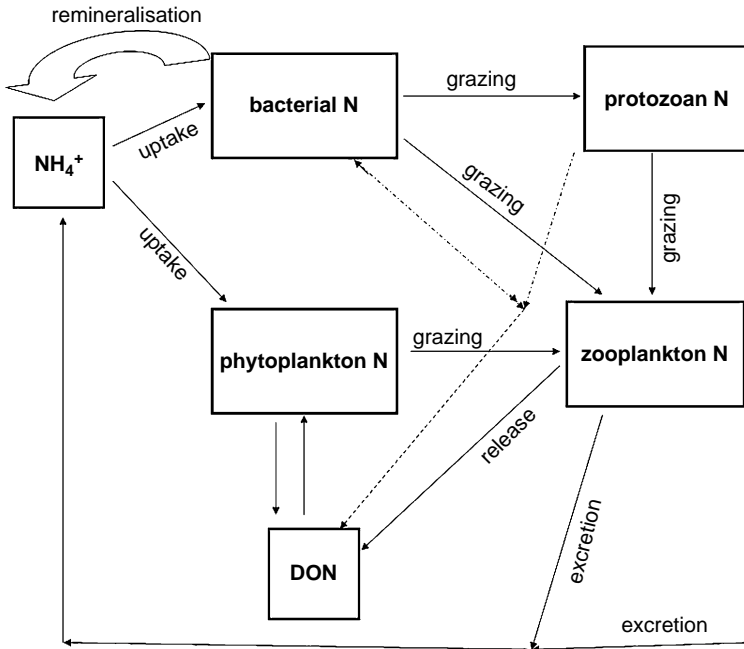 remineralisation
bacterial N
grazing
protozoan N
NH₄⁺
uptake
grazing
uptake
grazing
phytoplankton N
grazing
zooplankton N
release
DON
excretion
excretion